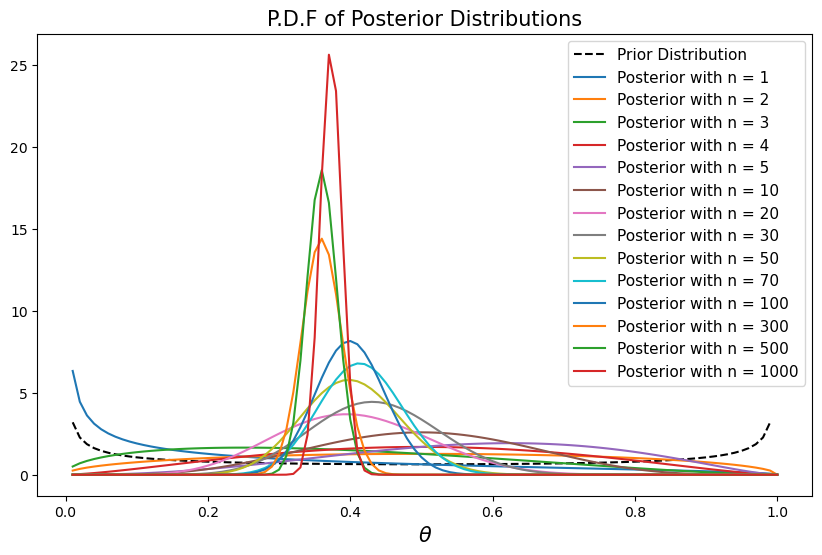 P.D.F of Posterior Distributions
Prior Distribution
Posterior with n = 1
Posterior with n = 2
Posterior with n = 3
Posterior with n = 4
Posterior with n = 5
Posterior with n = 10
Posterior with n = 20
Posterior with n = 30
Posterior with n = 50
Posterior with n = 70
Posterior with n = 100
Posterior with n = 300
Posterior with n = 500
Posterior with n = 1000
25
20
15
10
5
0
0.0 0.2 0.4 0.6 0.8 1.0
θ